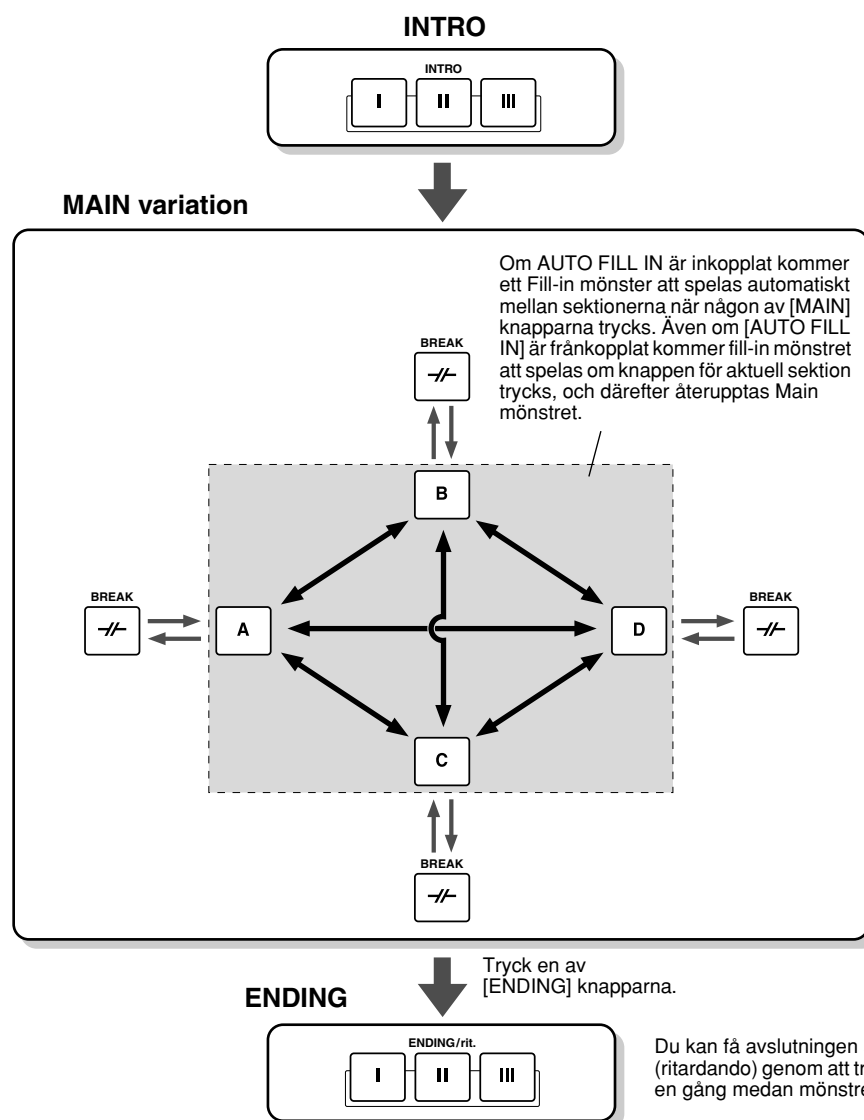 INTRO
INTRO
I II III
MAIN variation
Om AUTO FILL IN är inkopplat kommer
ett Fill-in mönster att spelas automatiskt
mellan sektionerna när någon av [MAIN]
knapparna trycks. Även om [AUTO FILL
IN] är frånkopplat kommer fill-in mönstret
att spelas om knappen för aktuell sektion
trycks, och därefter återupptas Main
mönstret.
BREAK
B
BREAK
A
D
BREAK
C
BREAK
Tryck en av
[ENDING] knapparna.
ENDING
ENDING/rit.
I II III
Du kan få avslutningen
(ritardando) genom att
en gång medan